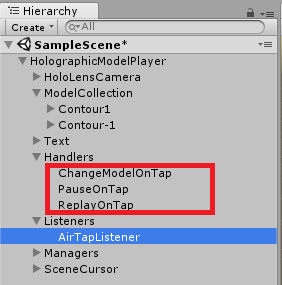 Hierarchy
Create All
SampleScene*
HolographicModelPlayer
HoloLensCamera
ModelCollection
Contour1
Contour-1
Text
Handlers
ChangeModelOnTap
PauseOnTap
ReplayOnTap
Listeners
AirTapListener
Managers
SceneCursor